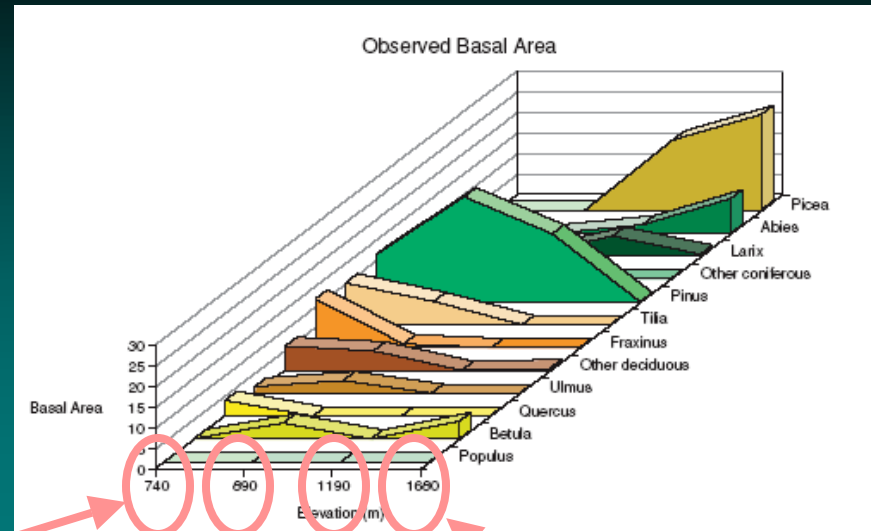 Observed Basal Area
Picea
Abies
Larix
Other coniferous
Pinus
Tilia
Fraxinus
Other deciduous
Ulmus
Quercus
Betula
Populus
30
25
20
15
10
5
0
Basal Area
740 890 1190 1680
Elevation (m)